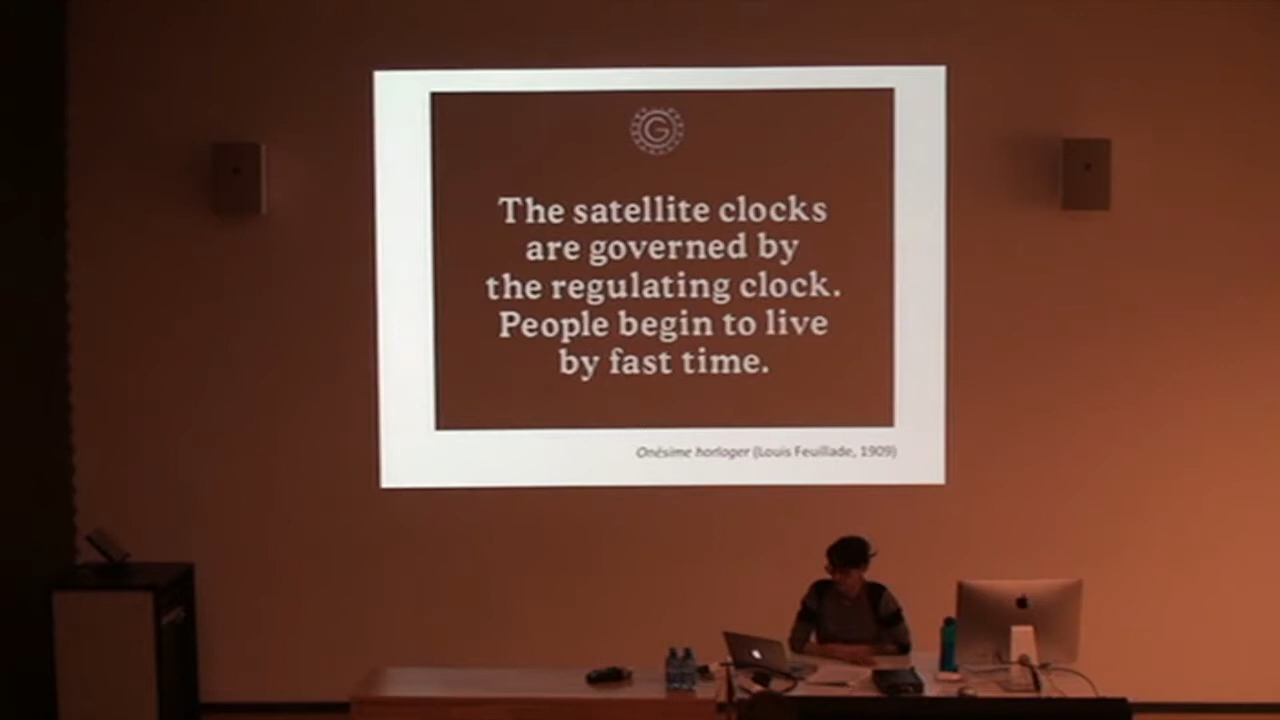 G
The satellite clocks
are governed by
the regulating clock.
People begin to live
by fast time.
Onésime horloger (Louis Feuillade, 1909)